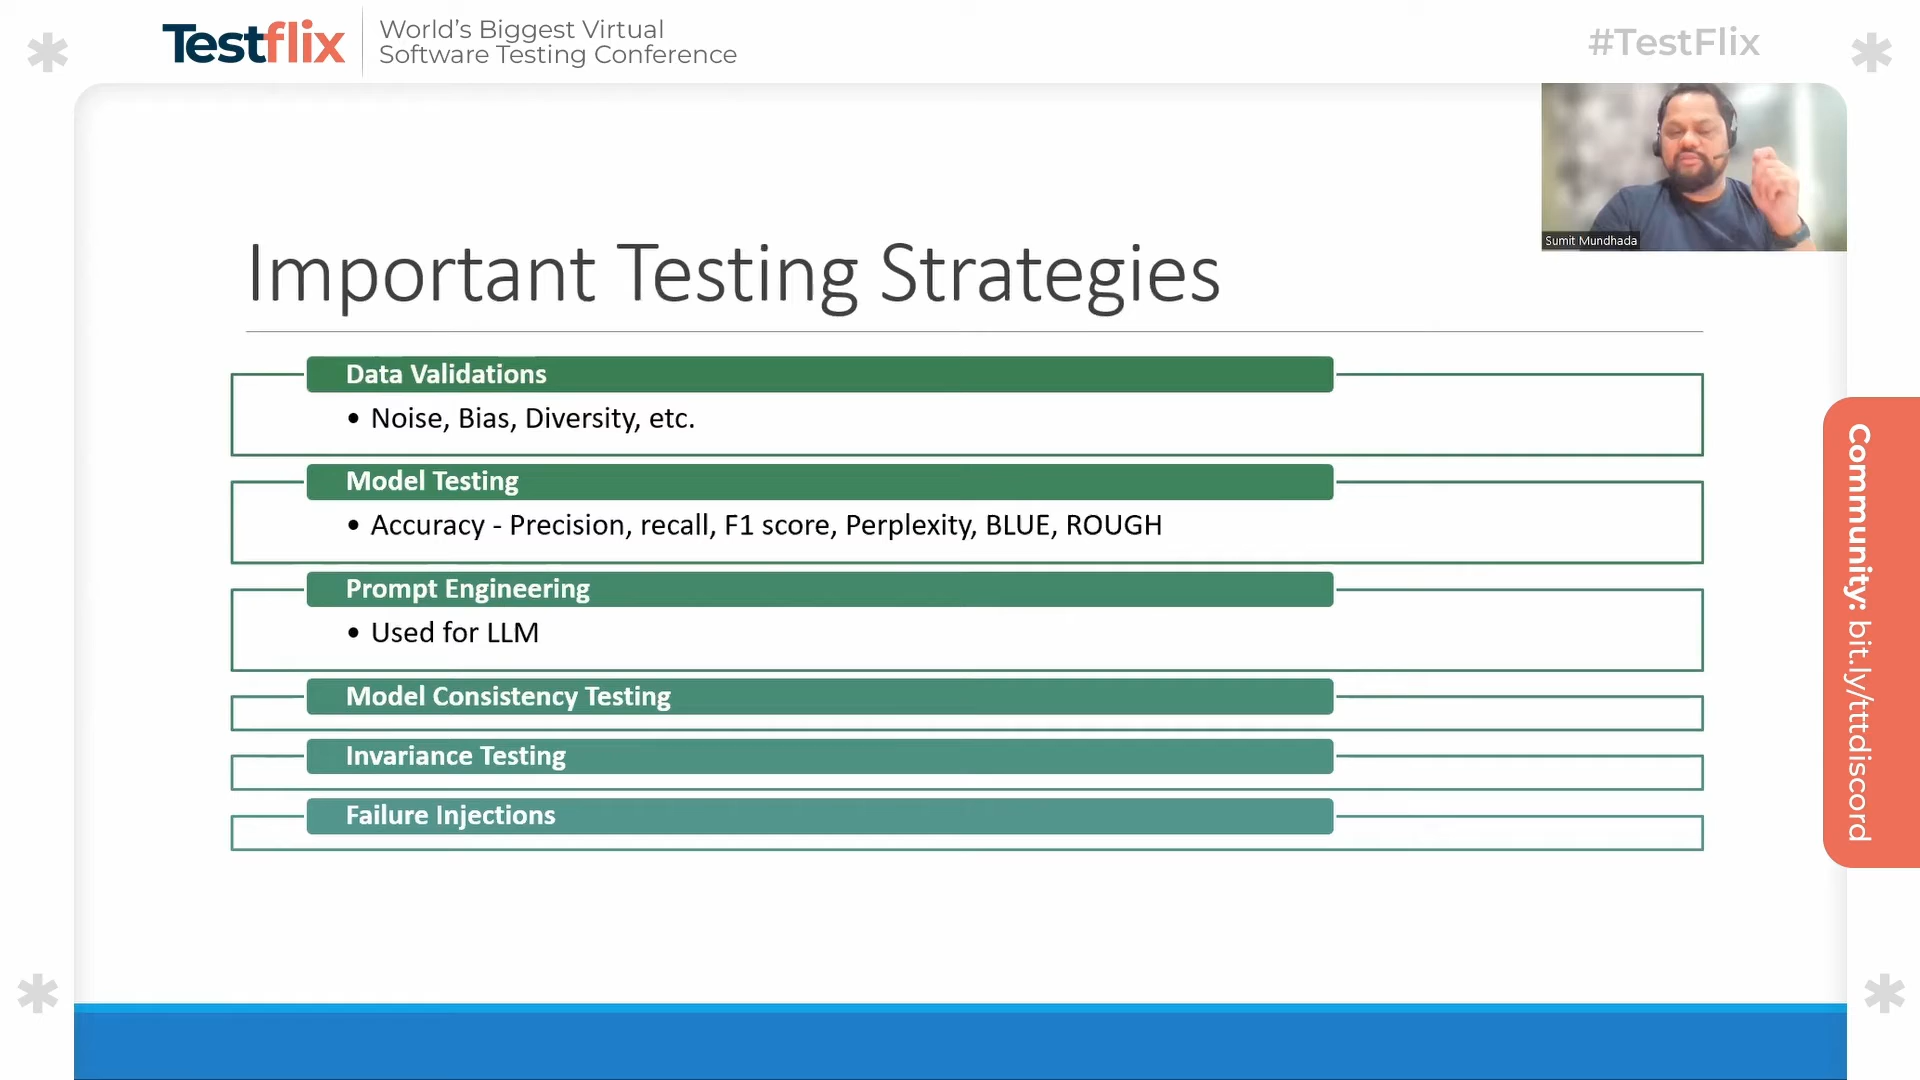 Testflix
World's Biggest Virtual
Software Testing Conference
#TestFlix
Sumit Mundhada
Important Testing Strategies
Data Validations
• Noise, Bias, Diversity, etc.
Model Testing
• Accuracy - Precision, recall, F1 score, Perplexity, BLUE, ROUGH
Prompt Engineering
• Used for LLM
Model Consistency Testing
Invariance Testing
Failure Injections
Community: bit.ly/tttdiscord